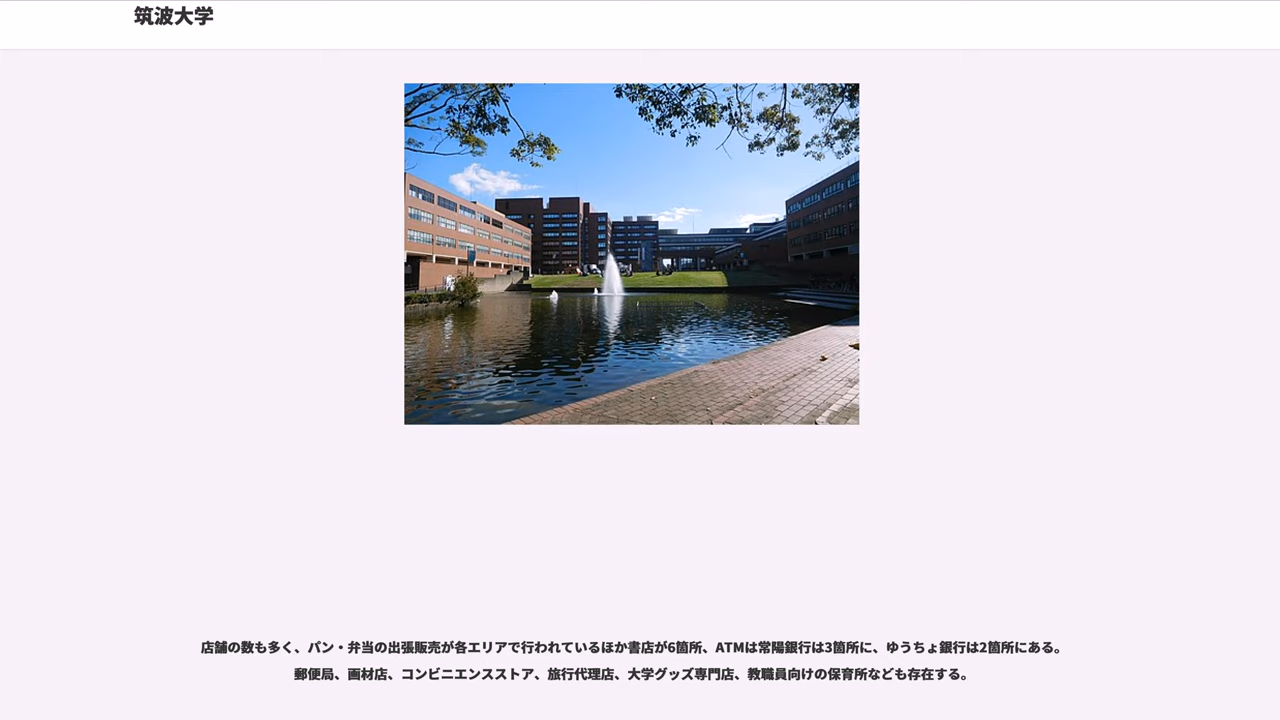 筑波大学
店舗の数も多く、パン・弁当の出張販売が各エリアで行われているほか書店が6箇所、ATMは常陽銀行は3箇所に、ゆうちょ銀行は2箇所にある。
郵便局、画材店、コンビニエンスストア、旅行代理店、大学グッズ専門店、教職員向けの保育所なども存在する。